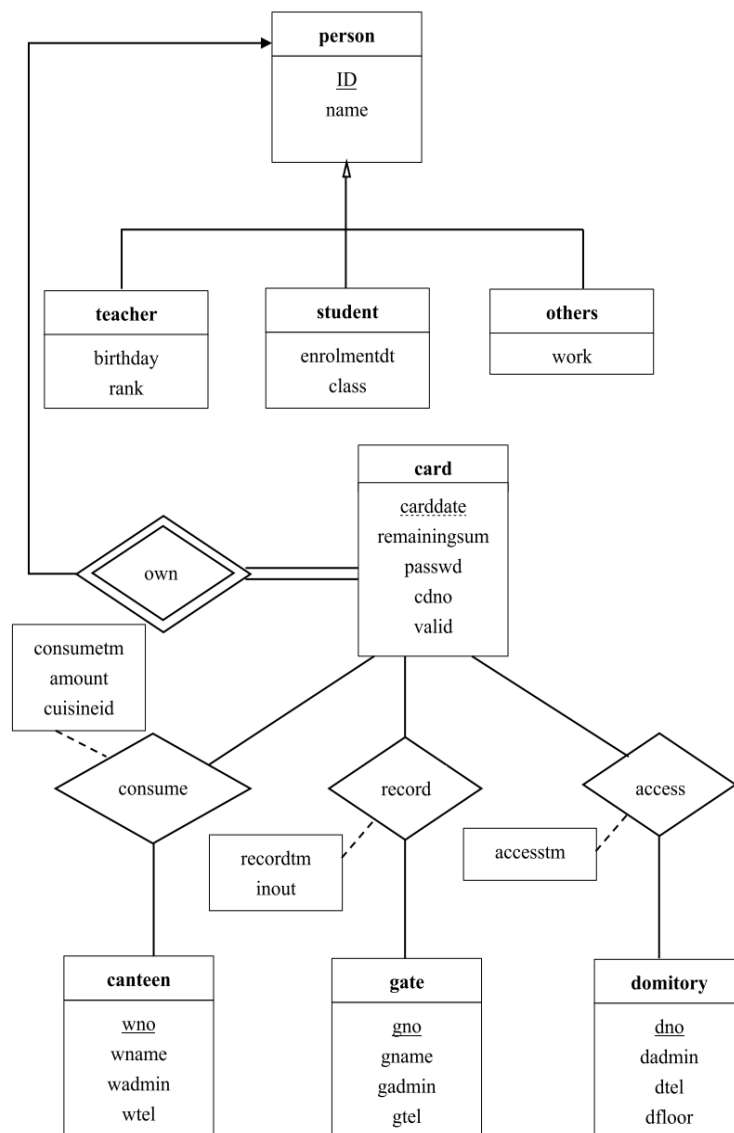 person
ID
name
teacher
birthday
rank
student
enrolmentdt
class
others
work
card
carddate
remainingsum
passwd
cdno
valid
own
consumetm
amount
cuisineid
consume
record
access
recordtm
inout
accesstm
canteen
wno
wname
wadmin
wtel
gate
gno
gname
gadmin
gtel
domitory
dno
dadmin
dtel
dfloor